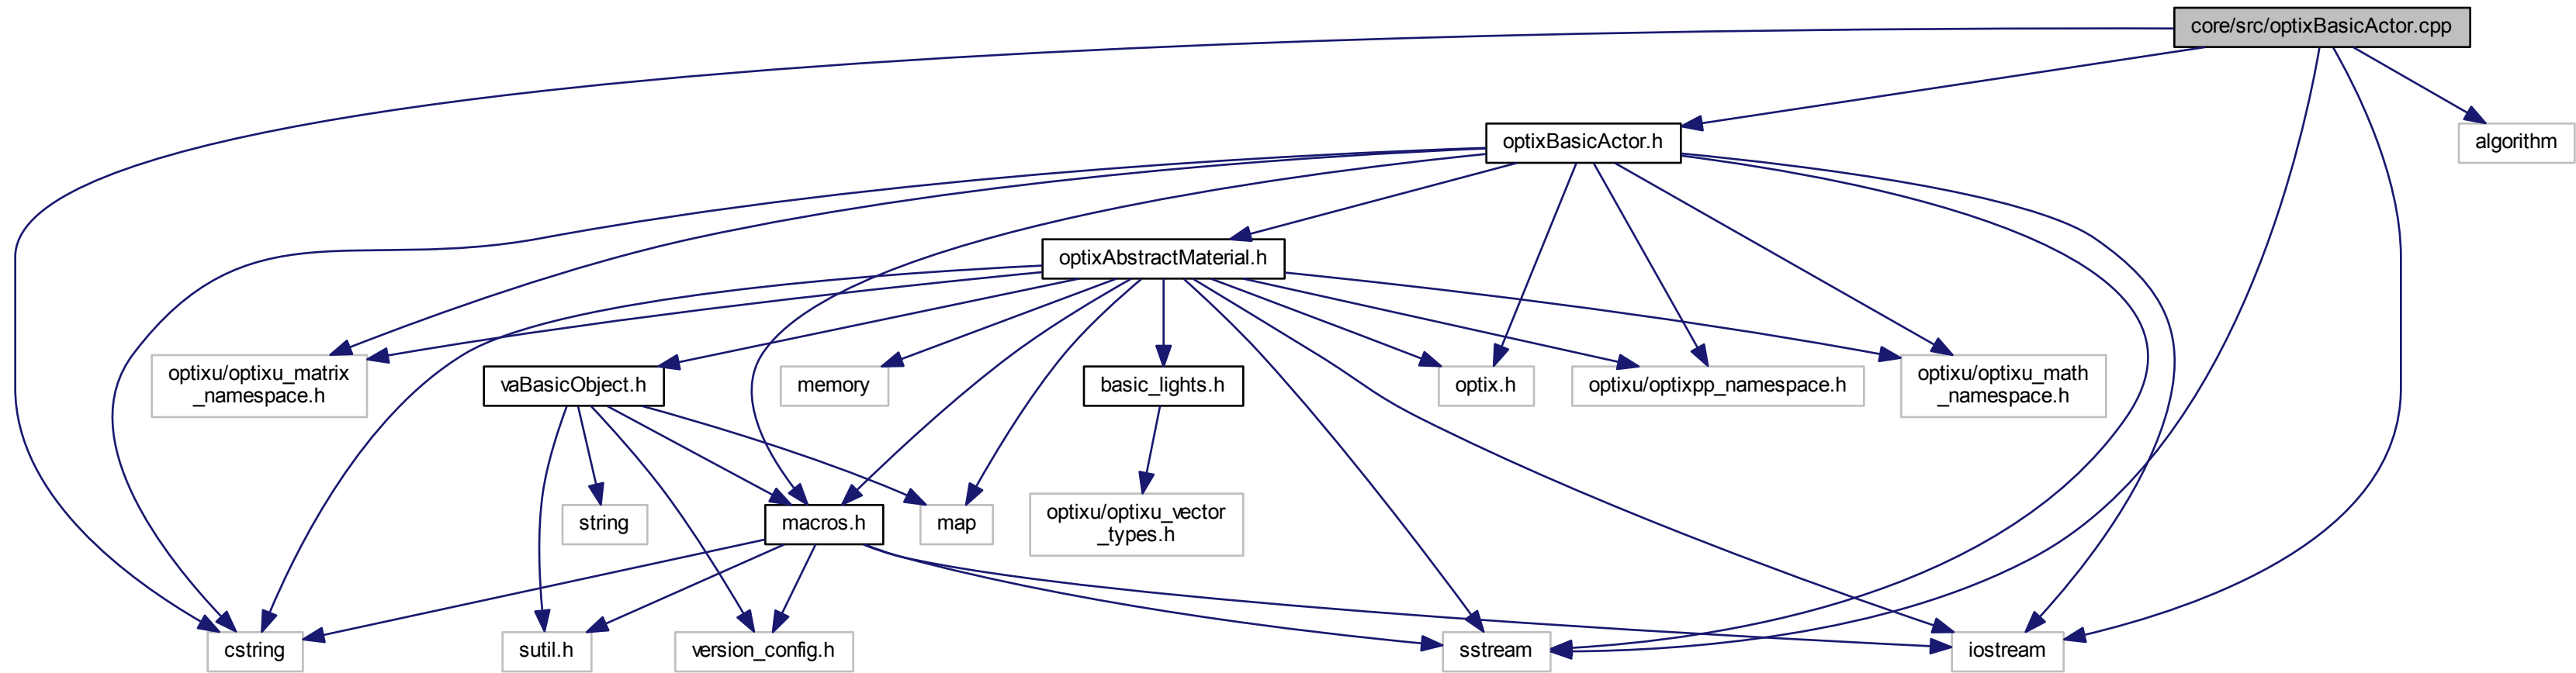 core/src/optixBasicActor.cpp
optixBasicActor.h
algorithm
optixAbstractMaterial.h
optixu/optixu_matrix
_namespace.h
vaBasicObject.h
memory
basic_lights.h
optix.h
optixu/optixpp_namespace.h
optixu/optixu_math
_namespace.h
string
macros.h
map
optixu/optixu_vector
_types.h
cstring
sutil.h
version_config.h
sstream
iostream